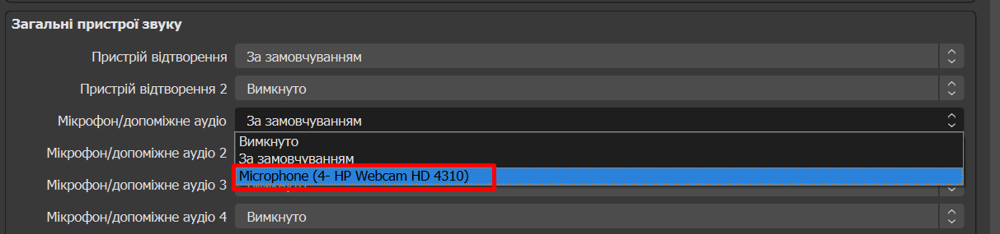 Загальні пристрої звуку
Пристрій відтворення За замовчуванням
Пристрій відтворення 2 Вимкнуто
Мікрофон/допоміжне аудіо За замовчуванням
Вимкнуто
Мікрофон/допоміжне аудіо 2
За замовчуванням
Microphone (4- HP Webcam HD 4310)
Мікрофон/допоміжне аудіо 3
Мікрофон/допоміжне аудіо 4 Вимкнуто